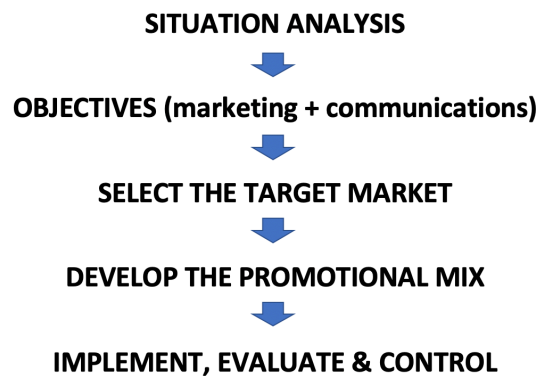 SITUATION ANALYSIS
OBJECTIVES (marketing + communications)
SELECT THE TARGET MARKET
DEVELOP THE PROMOTIONAL MIX
IMPLEMENT, EVALUATE & CONTROL